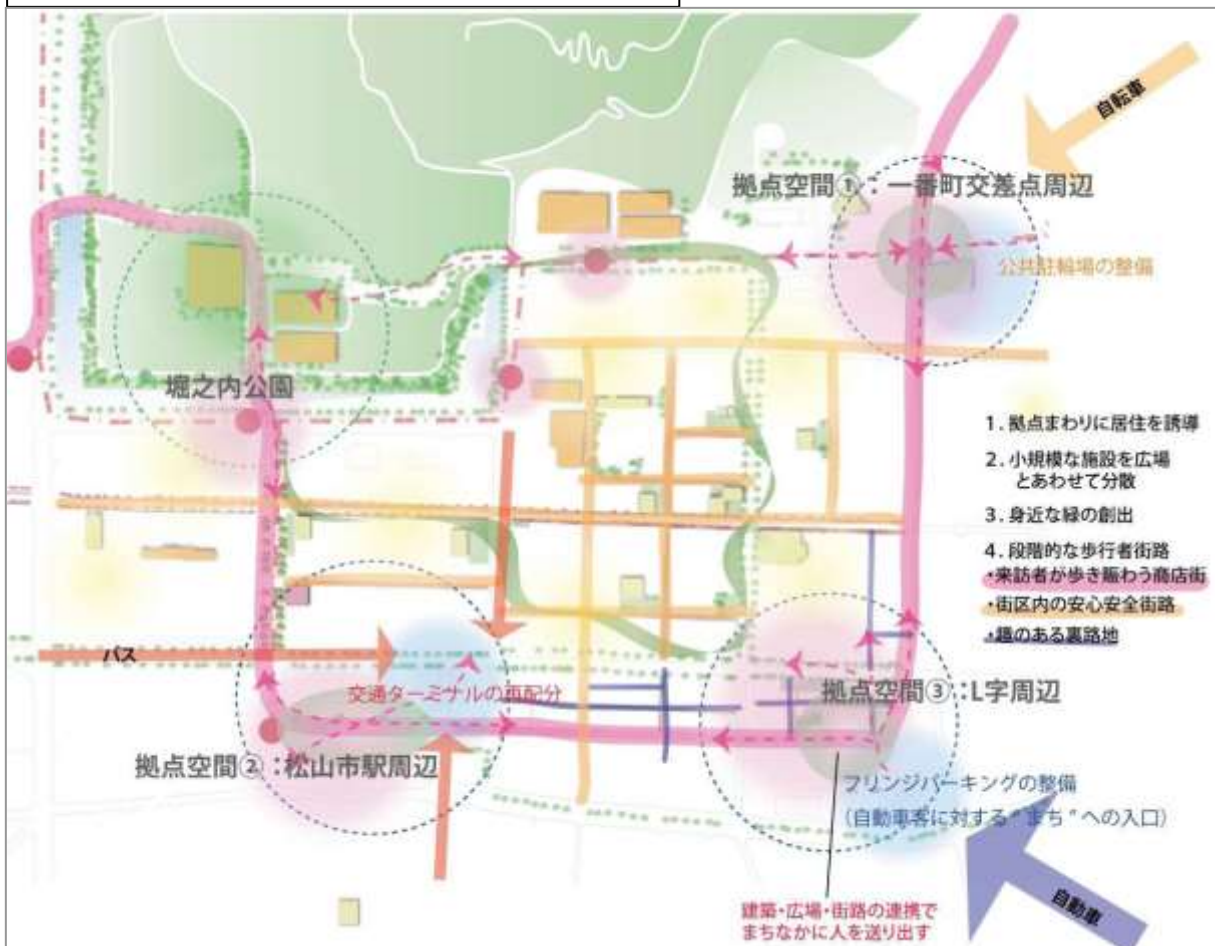 自転車
拠点空間①：一番町交差点周辺
公共駐輪場の整備
堀之内公園
1. 拠点まわりに居住を誘導
2. 小規模な施設を広場
とあわせて分散
3. 身近な緑の創出
4. 段階的な歩行者街路
・来訪者が歩き賑わう商店街
・街区内の安心安全街路
・趣のある裏路地
バス
交通ターミナルの再配分
拠点空間③：L字周辺
拠点空間②：松山市駅周辺
フリンジパーキングの整備
（自動車客に対する“まち”への入口）
自動車
建築・広場・街路の連携で
まちなかに人を送り出す